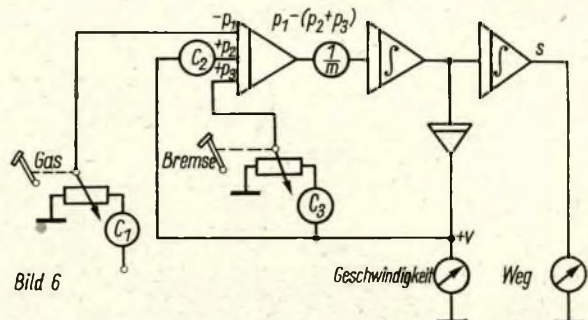 -p₁ p₁-(p₂+p₃)
C₂ +p₂
+p₃
1/m ∫ ∫ s
Gas Bremse
C₁ C₃
+v
Bild 6 Geschwindigkeit Weg